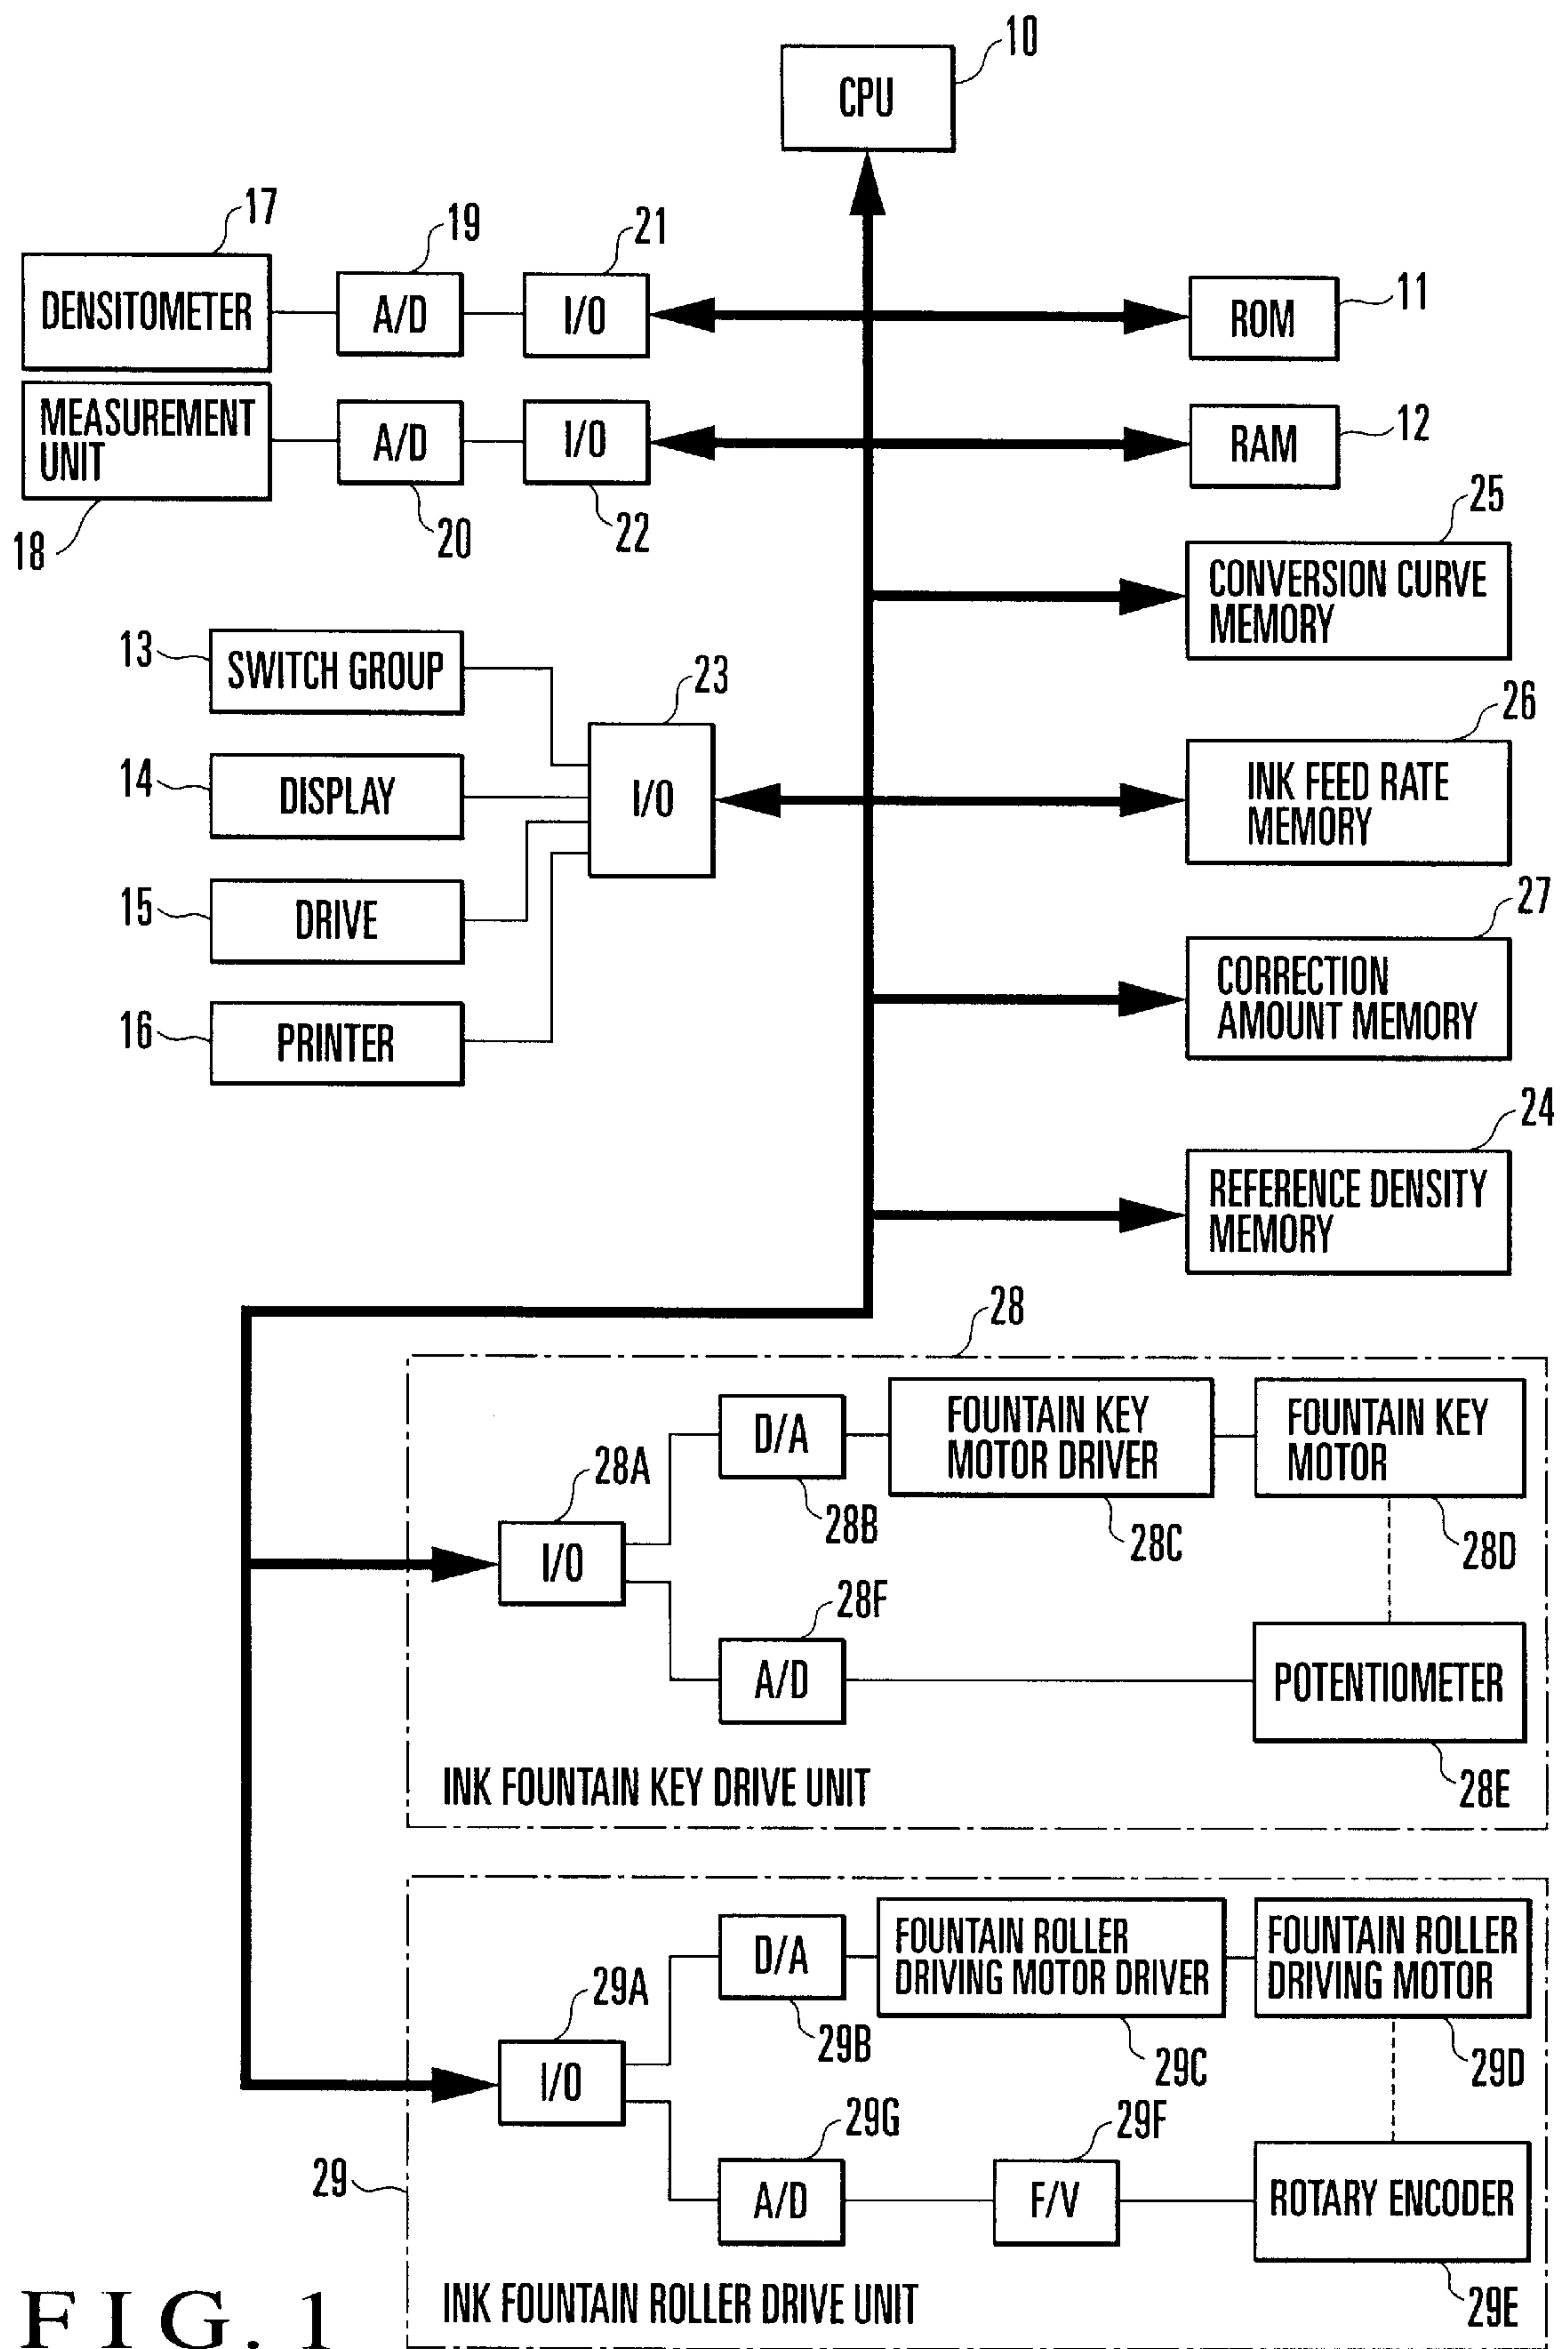 10
CPU
17
19
21
DENSITOMETER
A/D
I/O
ROM
11
MEASUREMENT
UNIT
A/D
I/O
RAM
12
18
20
22
25
CONVERSION CURVE
MEMORY
13
SWITCH GROUP
23
26
14
DISPLAY
I/O
INK FEED RATE
MEMORY
15
DRIVE
27
CORRECTION
AMOUNT MEMORY
16
PRINTER
24
REFERENCE DENSITY
MEMORY
28
28A
I/O
D/A
28B
FOUNTAIN KEY
MOTOR DRIVER
28C
FOUNTAIN KEY
MOTOR
28D
28F
A/D
POTENTIOMETER
28E
INK FOUNTAIN KEY DRIVE UNIT
29A
I/O
D/A
29B
FOUNTAIN ROLLER
DRIVING MOTOR DRIVER
29C
FOUNTAIN ROLLER
DRIVING MOTOR
29D
29G
A/D
29F
F/V
ROTARY ENCODER
29E
29
INK FOUNTAIN ROLLER DRIVE UNIT
FIG. 1